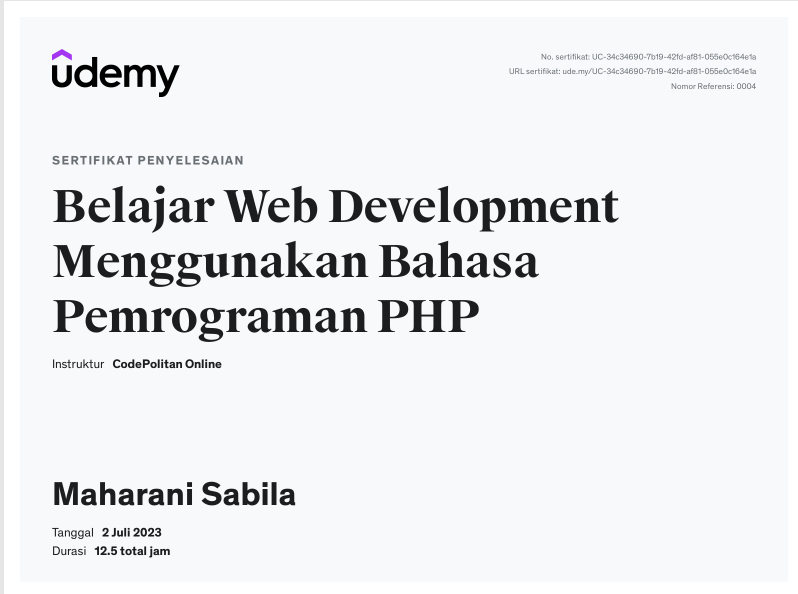 udemy
No. sertifikat: UC-34c34690-7b19-42fd-af81-055e0c164e1a
URL sertifikat: ude.my/UC-34c34690-7b19-42fd-af81-055e0c164e1a
Nomor Referensi: 0004
SERTIFIKAT PENYELESAIAN
Belajar Web Development
Menggunakan Bahasa
Pemrograman PHP
Instruktur CodePolitan Online
Maharani Sabila
Tanggal 2 Juli 2023
Durasi 12.5 total jam